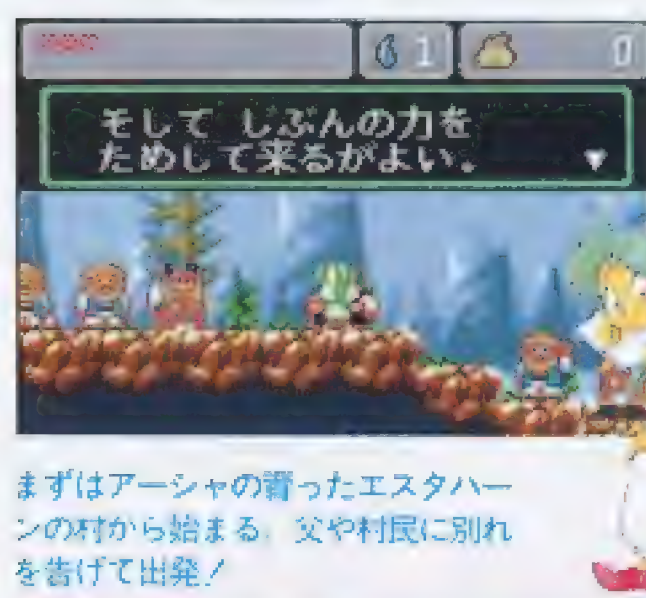 1 0
そして じぶんの力を
ためして来るがよい。
まずはアーシャの育ったエスタハー
ンの村から始まる。父や村民に別れ
を告げて出発!